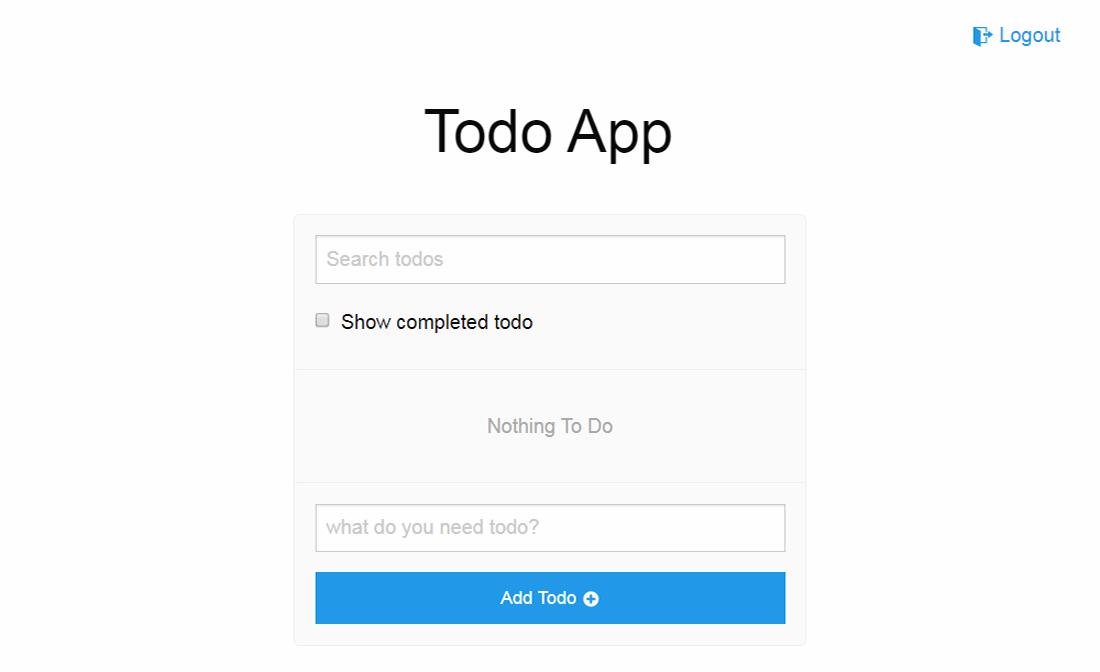 Logout
Todo App
Search todos
Show completed todo
Nothing To Do
what do you need todo?
Add Todo